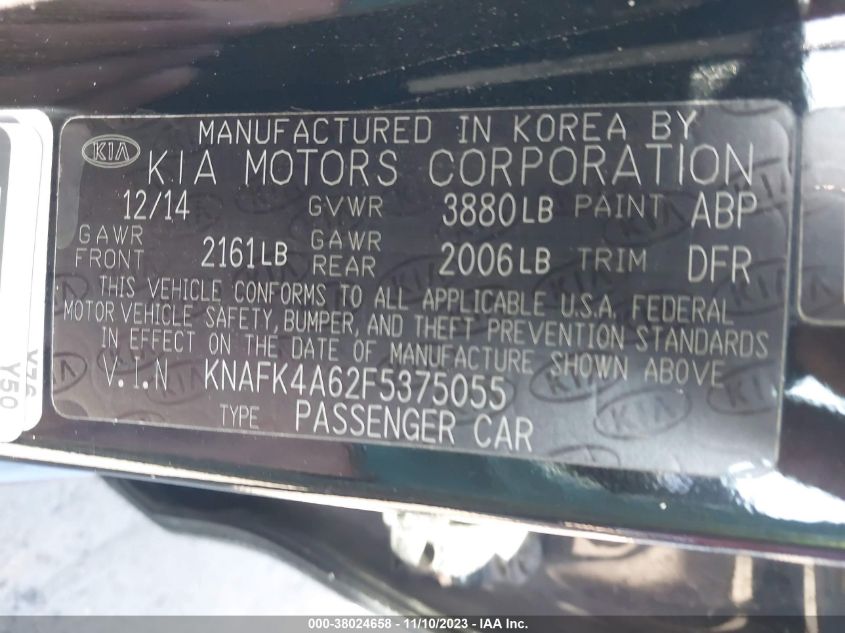 MANUFACTURED IN KOREA BY
KIA KIA MOTORS CORPORATION
12/14 GVWR 3880LB PAINT ABP
GAWR FRONT 2161LB GAWR REAR 2006LB TRIM DFR
THIS VEHICLE CONFORMS TO ALL APPLICABLE U.S.A. FEDERAL
MOTOR VEHICLE SAFETY, BUMPER, AND THEFT PREVENTION STANDARDS
IN EFFECT ON THE DATE OF MANUFACTURE SHOWN ABOVE
V.I.N KNAFK4A62F5375055
TYPE PASSENGER CAR
Y50
000-38024658 - 11/10/2023 - KNAFK4A62F5375055